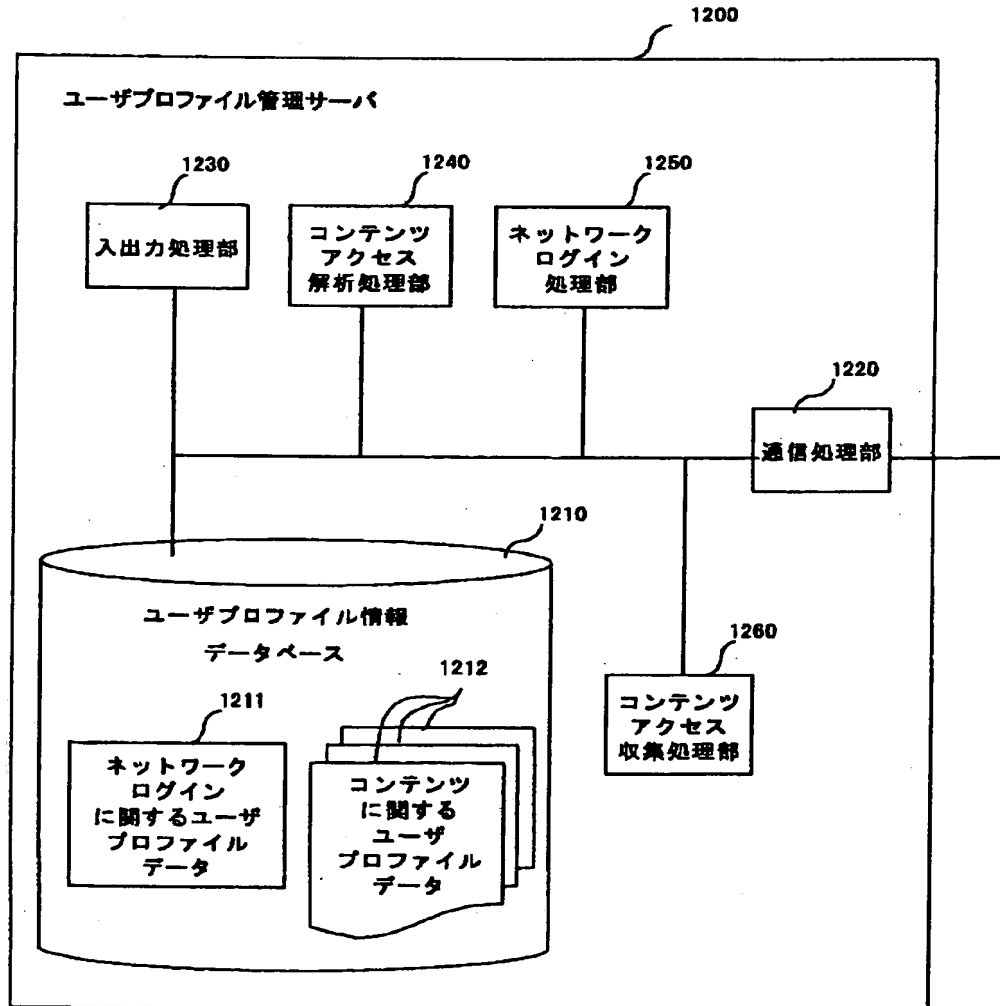 1200
ユーザプロファイル管理サーバ
1230
入出力処理部
1240
コンテンツ
アクセス
解析処理部
1250
ネットワーク
ログイン
処理部
1220
通信処理部
1210
ユーザプロファイル情報
データベース
1211
ネットワーク
ログイン
に関するユーザ
プロファイル
データ
1212
コンテンツ
に関する
ユーザ
プロファイル
データ
1260
コンテンツ
アクセス
収集処理部